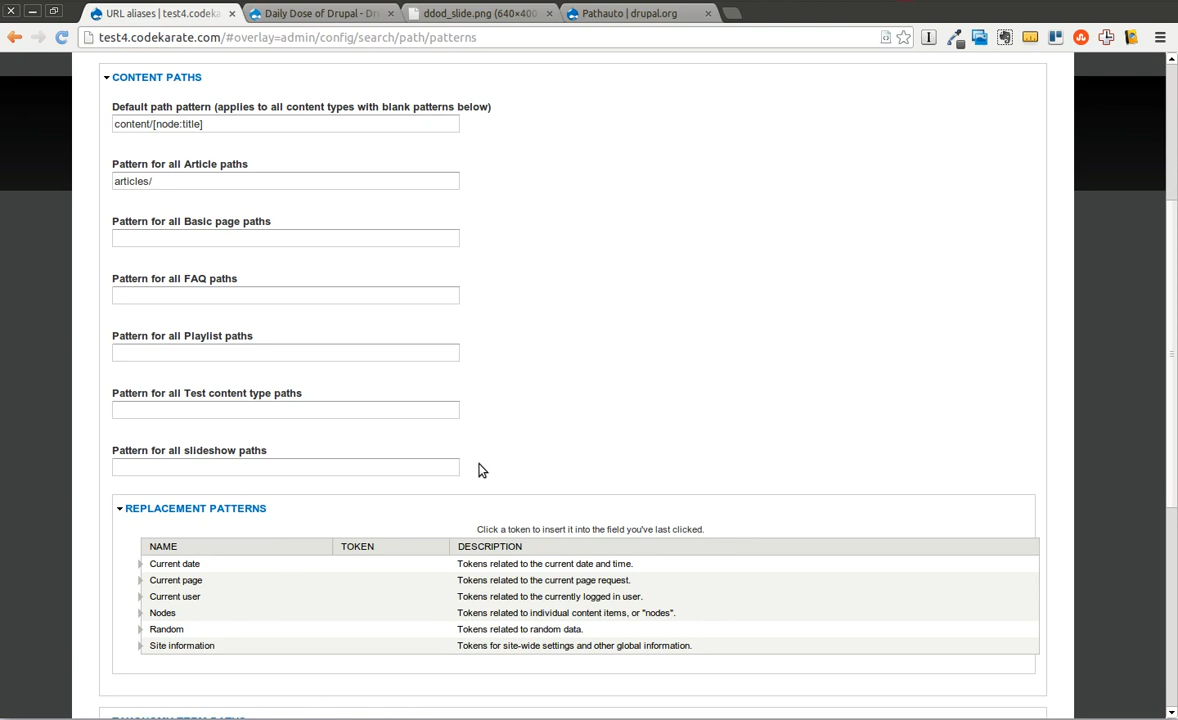 URL aliases | test4.codeka
Daily Dose of Drupal - Dr
ddod_slide.png (640×400
Pathauto | drupal.org
test4.codekarate.com/#overlay=admin/config/search/path/patterns
CONTENT PATHS
Default path pattern (applies to all content types with blank patterns below)
content/[node:title]
Pattern for all Article paths
articles/
Pattern for all Basic page paths
Pattern for all FAQ paths
Pattern for all Playlist paths
Pattern for all Test content type paths
Pattern for all slideshow paths
REPLACEMENT PATTERNS
Click a token to insert it into the field you've last clicked.
NAME TOKEN DESCRIPTION
Current date Tokens related to the current date and time.
Current page Tokens related to the current page request.
Current user Tokens related to the currently logged in user.
Nodes Tokens related to individual content items, or "nodes".
Random Tokens related to random data.
Site information Tokens for site-wide settings and other global information.